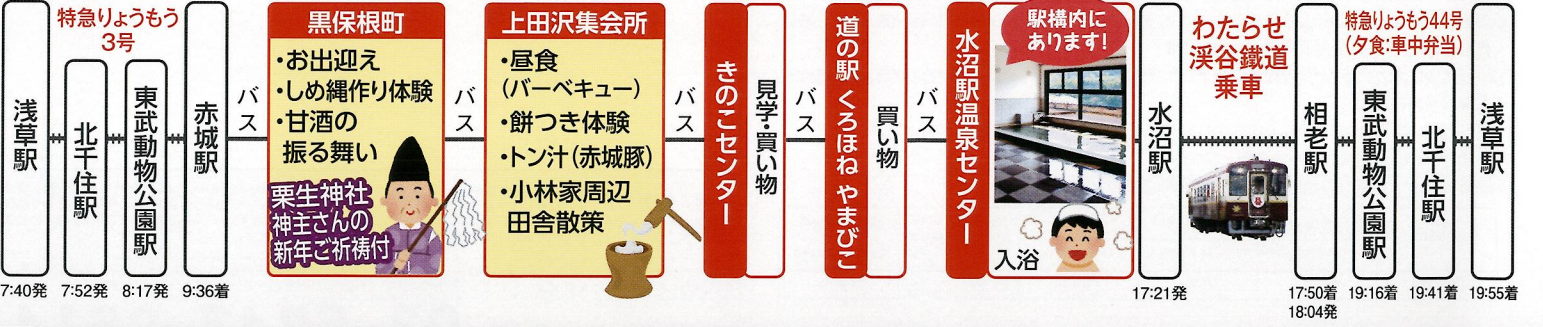 浅草駅
7:40発
特急りょうもう
3号
北千住駅
7:52発
東武動物公園駅
8:17発
赤城駅
9:36着
バス
黒保根町
・お出迎え
・しめ縄作り体験
・甘酒の
振る舞い
栗生神社
神主さんの
新年ご祈祷付
バス
上田沢集会所
・昼食
（バーベキュー）
・餅つき体験
・トン汁（赤城豚）
・小林家周辺
田舎散策
バス
きのこセンター
見学・買い物
バス
道の駅 くろほね やまびこ
買い物
バス
水沼駅温泉センター
駅構内に
あります!
入浴
水沼駅
17:21発
わたらせ
渓谷鐵道
乗車
相老駅
17:50着
18:04発
特急りょうもう44号
（夕食：車中弁当）
東武動物公園駅
19:16着
北千住駅
19:41着
浅草駅
19:55着